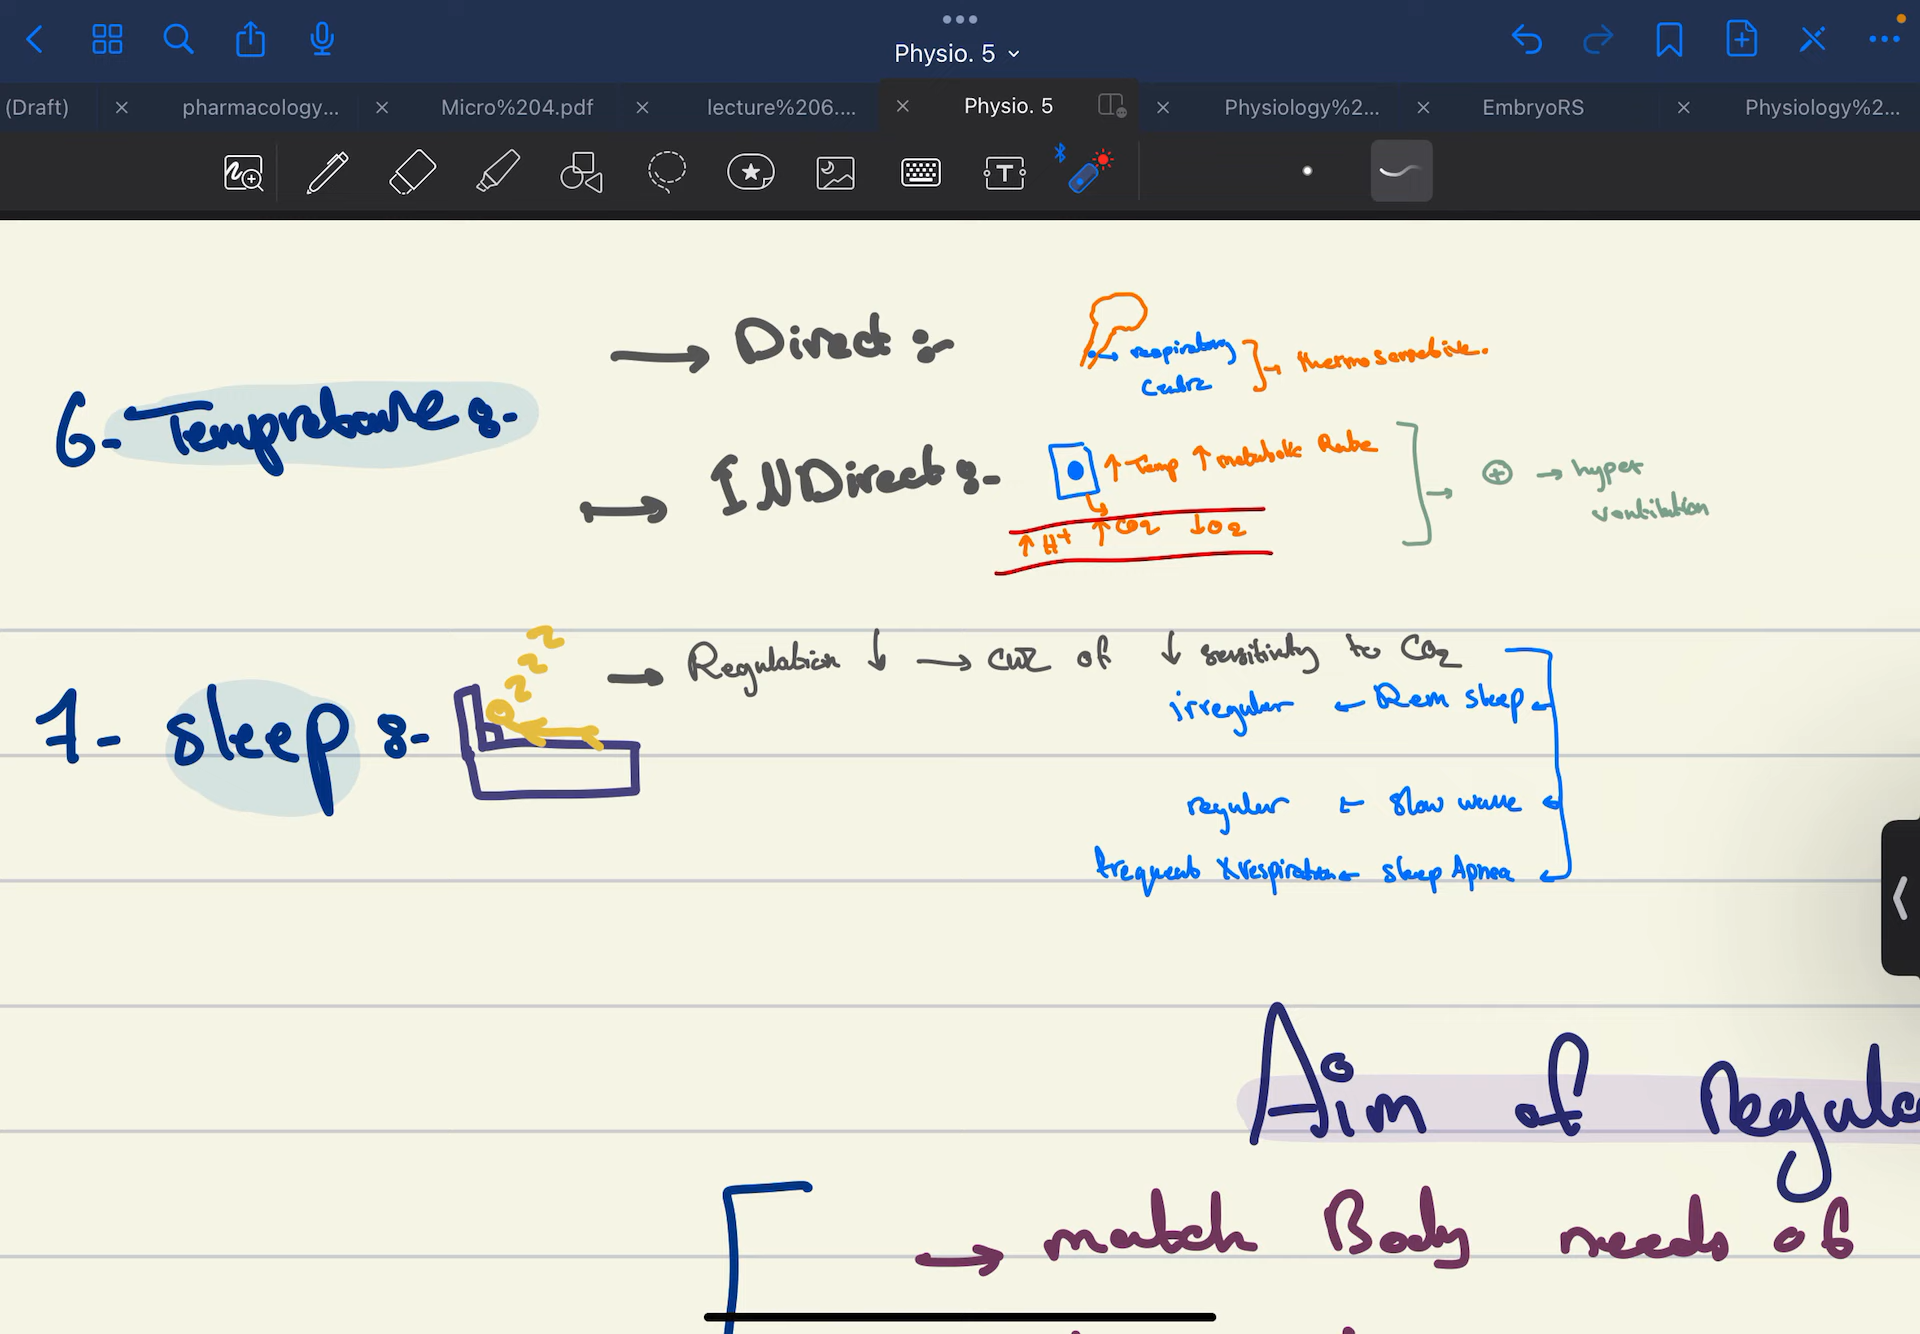 Physio. 5
(Draft)
pharmacology...
Micro%204.pdf
lecture%206....
Physio. 5
Physiology%2...
EmbryoRS
Physiology%2...
→ Direct :-
respiratory
Centre
→ thermosensetive.
6- Tempreture :-
→ INDirect :-
↑ Temp ↑ metabolic Rate
↑ H+ ↑ CO2 ↓ O2
→ ⊕ → hyper
ventilation
7- sleep :-
z z z
→ Regulation ↓ → cuz of ↓ sensitivity to CO2
irregular ← Rem sleep ←
regular ← slow wave ←
frequent X respiration ← sleep Apnea ←
Aim of Regula
→ match Body needs of